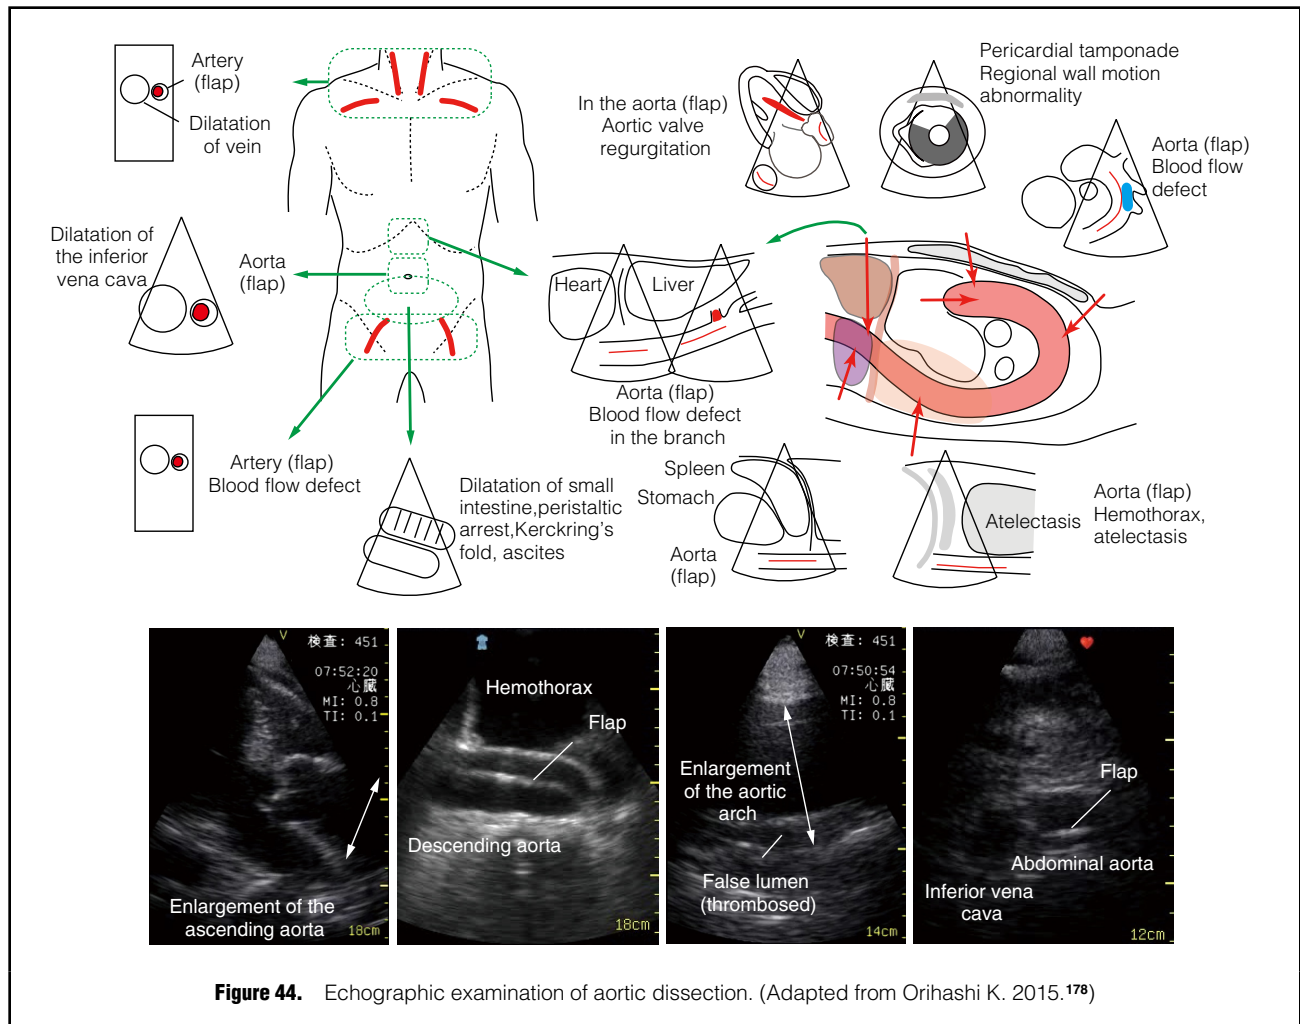 Artery
(flap)
Dilatation
of vein
Dilatation of
the inferior
vena cava
Aorta
(flap)
Artery (flap)
Blood flow defect
Dilatation of small
intestine,peristaltic
arrest,Kerckring's
fold, ascites
In the aorta (flap)
Aortic valve
regurgitation
Pericardial tamponade
Regional wall motion
abnormality
Aorta (flap)
Blood flow
defect
Heart
Liver
Aorta (flap)
Blood flow defect
in the branch
Spleen
Stomach
Aorta
(flap)
Atelectasis
Aorta (flap)
Hemothorax,
atelectasis
V
検査: 451
07:52:20
心臓
MI: 0.8
TI: 0.1
Enlargement of the
ascending aorta
18cm
Hemothorax
Flap
Descending aorta
18cm
V
検査: 451
07:50:54
心臓
MI: 0.8
TI: 0.1
Enlargement
of the aortic
arch
False lumen
(thrombosed)
14cm
Flap
Abdominal aorta
Inferior vena
cava
12cm
Figure 44. Echographic examination of aortic dissection. (Adapted from Orihashi K. 2015.178)